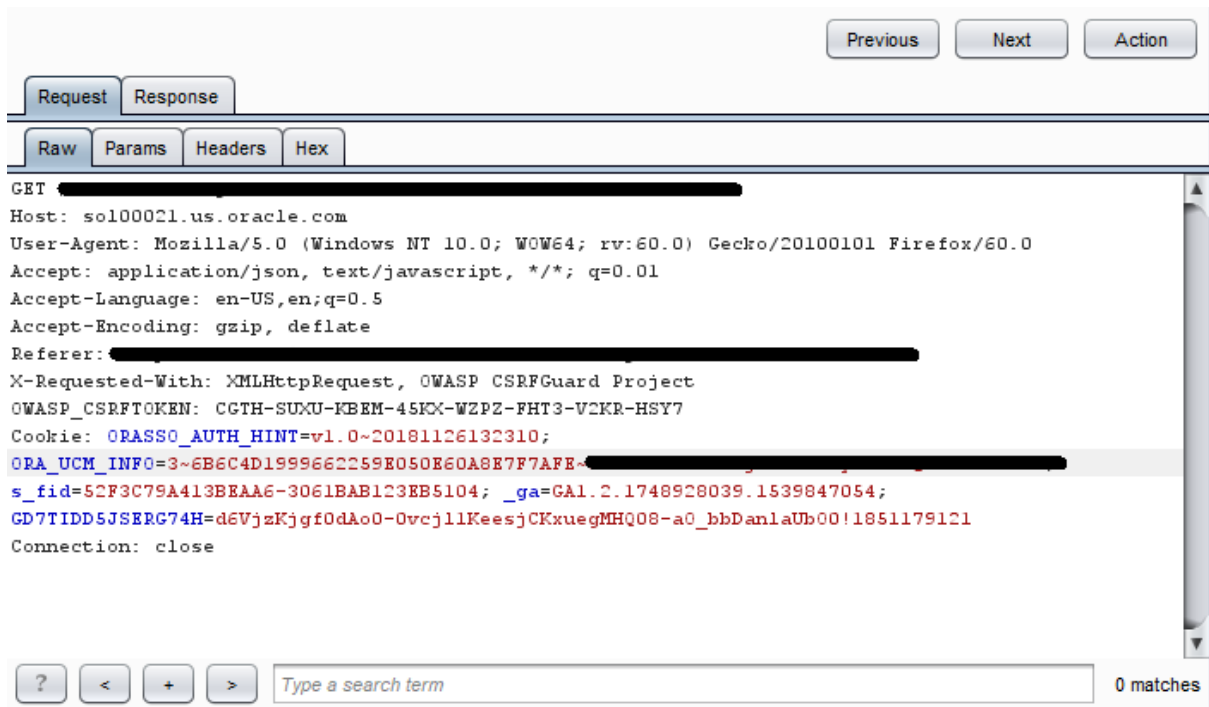 Previous Next Action
Request Response
Raw Params Headers Hex
GET
Host: sol00021.us.oracle.com
User-Agent: Mozilla/5.0 (Windows NT 10.0; WOW64; rv:60.0) Gecko/20100101 Firefox/60.0
Accept: application/json, text/javascript, */*; q=0.01
Accept-Language: en-US,en;q=0.5
Accept-Encoding: gzip, deflate
Referer:
X-Requested-With: XMLHttpRequest, OWASP CSRFGuard Project
OWASP_CSRFTOKEN: CGTH-SUXU-KBEM-45KX-WZPZ-FHT3-V2KR-HSY7
Cookie: ORASSO_AUTH_HINT=v1.0~20181126132310;
ORA_UCM_INFO=3~6B6C4D1999662259E050E60A8E7F7AFE~
s_fid=52F3C79A413BEAA6-3061BAB123EB5104; _ga=GA1.2.1748928039.1539847054;
GD7TIDD5JSERG74H=d6VjzKjgf0dAo0-0vcjl1KeesjCKxuegMHQ08-a0_bbDanlaUb00!1851179121
Connection: close
? < + > Type a search term 0 matches